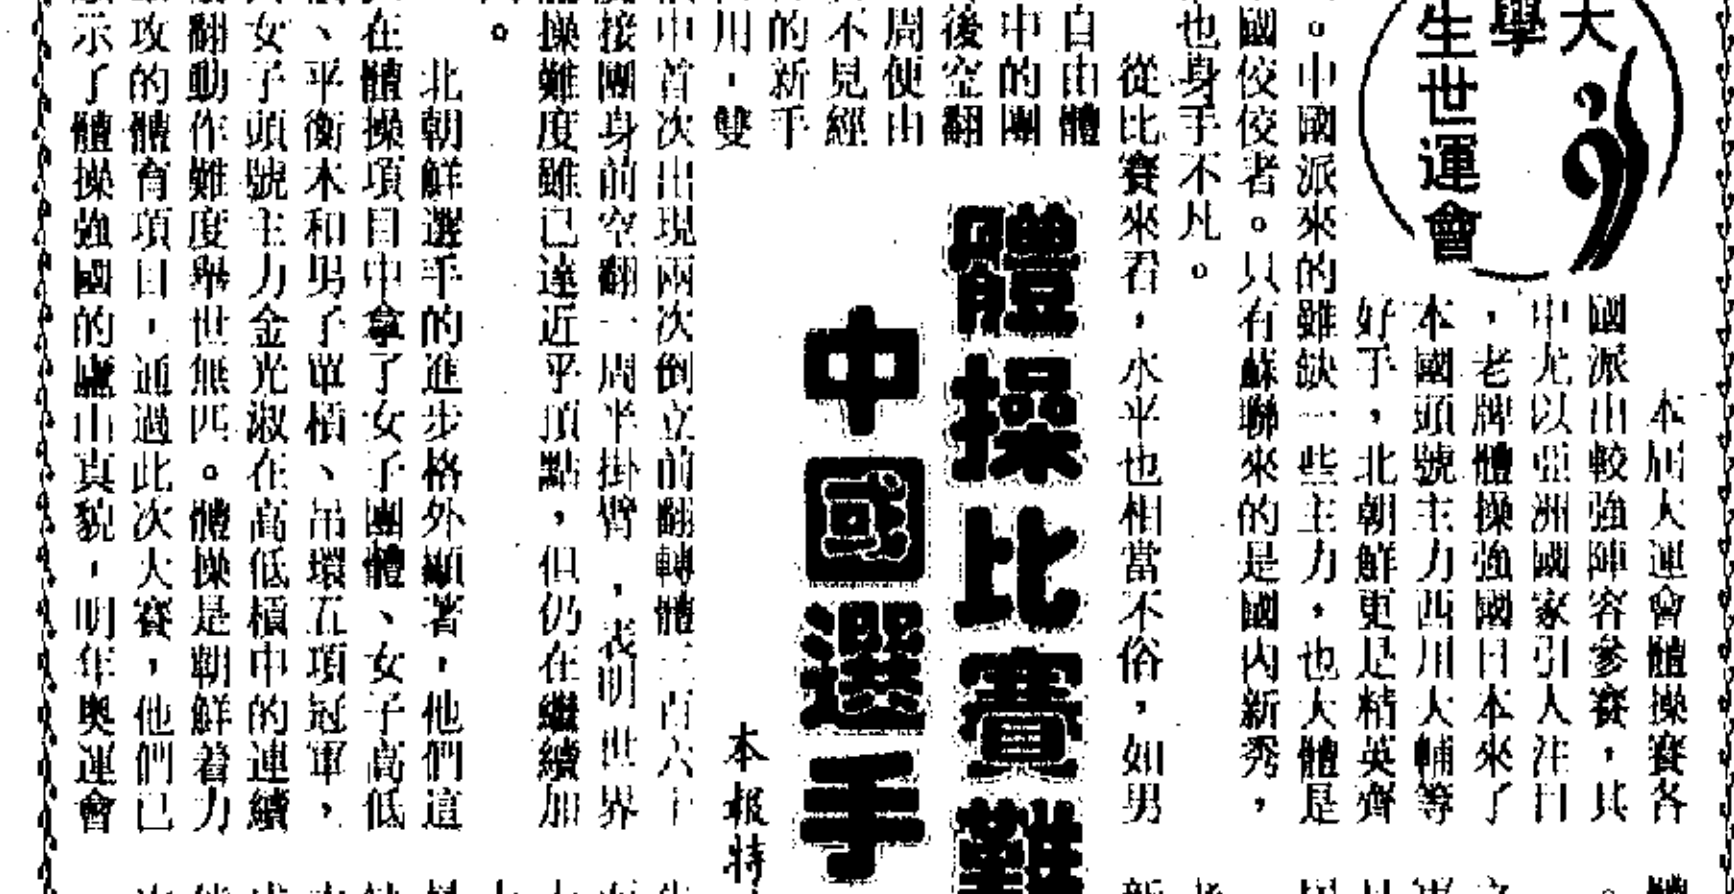 大
學
生世運會
本屆大運會體操賽各
國派出較強陣容參賽，其
中尤以亞洲國家引人注目
，老牌體操強國日本來了
本國頭號主力西川大輔等
好手，北朝鮮更是精英齊
。中國派來的雖缺一些主力，也大體是
國佼佼者。只有蘇聯來的是國內新秀，
也身手不凡。
從比賽來看，水平也相當不俗，如男
自由體
中的團
後空翻
周便由
不見經
的新手
用，雙
體操比賽難
中國選手
本報特
中首次出現兩次倒立前翻轉體三百六十
接團身前空翻一周半掛臂，表明世界
操難度雖已達近乎頂點，但仍在繼續加
。
北朝鮮選手的進步格外顯著，他們這
在體操項目中拿了女子團體、女子高低
、平衡木和男子單槓、吊環五項冠軍，
女子頭號主力金光淑在高低槓中的連續
翻動作難度舉世無匹。體操是朝鮮着力
攻的體育項目，通過此次大賽，他們已
示了體操強國的廬山真貌，明年奧運會